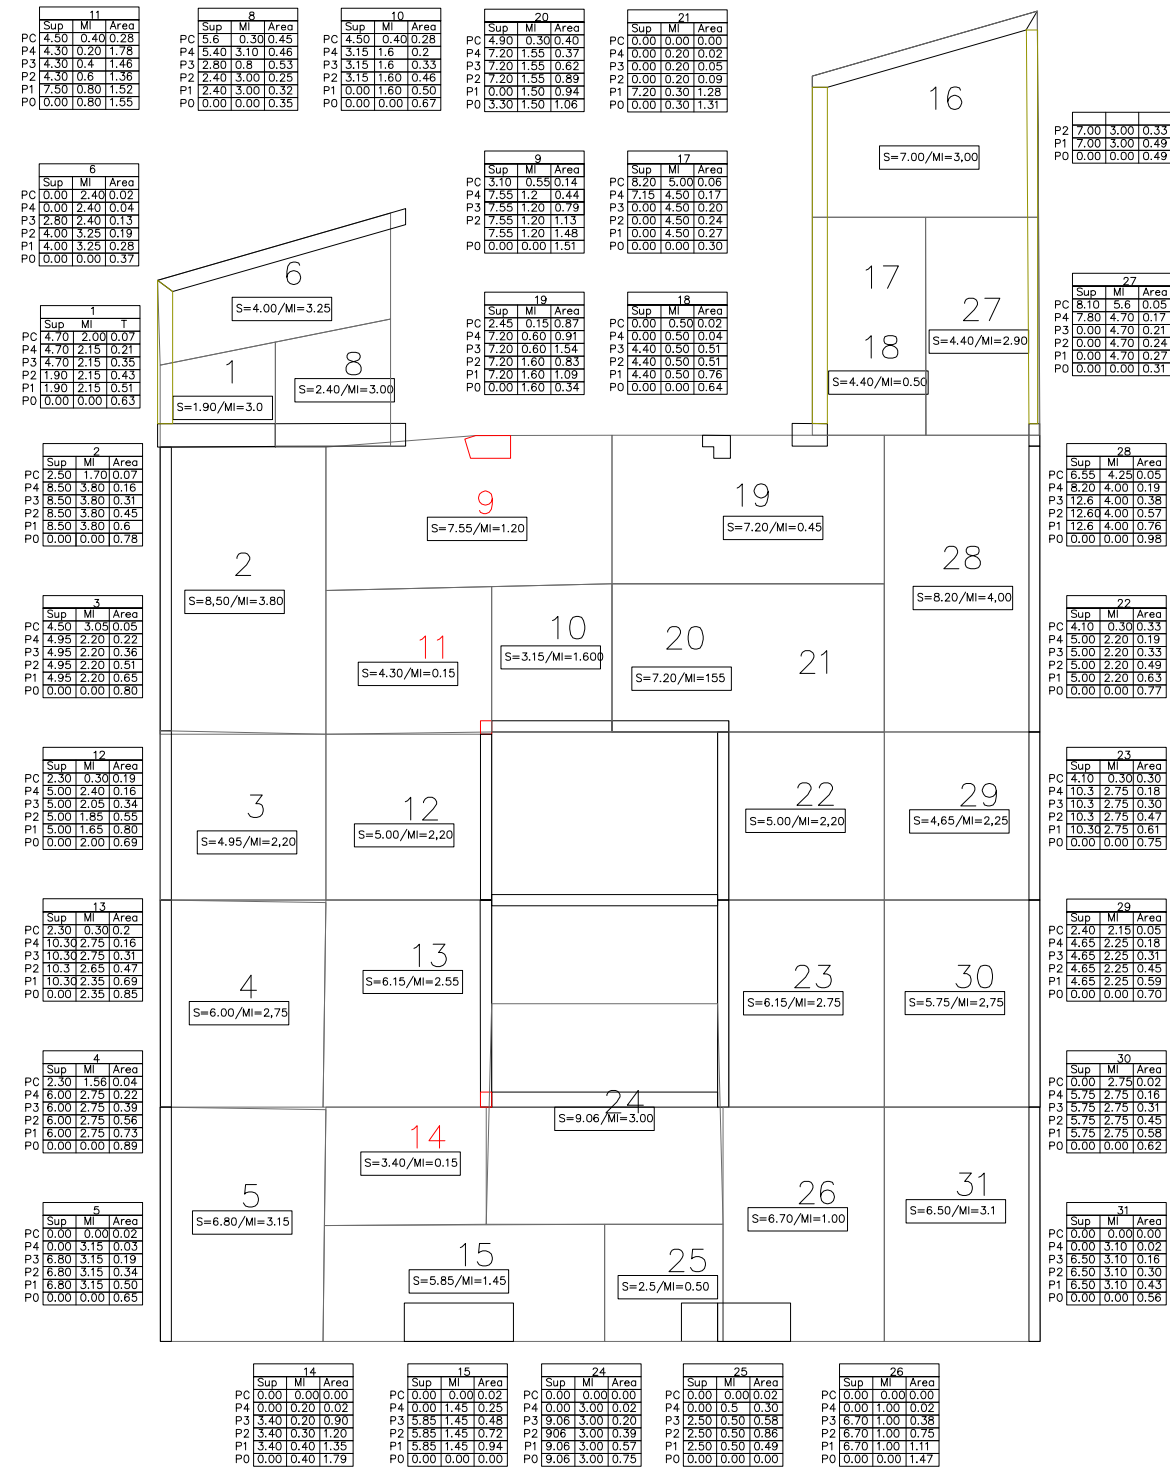 11
Sup MI Area
PC 4.50 0.40 0.28
P4 4.30 0.20 1.78
P3 4.30 0.4 1.46
P2 4.30 0.6 1.36
P1 7.50 0.80 1.52
P0 0.00 0.80 1.55
8
Sup MI Area
PC 5.6 0.30 0.45
P4 5.40 3.10 0.46
P3 2.80 0.8 0.53
P2 2.40 3.00 0.25
P1 2.40 3.00 0.32
P0 0.00 0.00 0.35
10
Sup MI Area
PC 4.50 0.40 0.28
P4 3.15 1.6 0.2
P3 3.15 1.6 0.33
P2 3.15 1.60 0.46
P1 0.00 1.60 0.50
P0 0.00 0.00 0.67
20
Sup MI Area
PC 4.90 0.30 0.40
P4 7.20 1.55 0.37
P3 7.20 1.55 0.62
P2 7.20 1.55 0.89
P1 0.00 1.50 0.94
P0 3.30 1.50 1.06
21
Sup MI Area
PC 0.00 0.00 0.00
P4 0.00 0.20 0.02
P3 0.00 0.20 0.05
P2 0.00 0.20 0.09
P1 7.20 0.30 1.28
P0 0.00 0.30 1.31
16
S=7.00/MI=3,00
P2 7.00 3.00 0.33
P1 7.00 3.00 0.49
P0 0.00 0.00 0.49
6
Sup MI Area
PC 0.00 2.40 0.02
P4 0.00 2.40 0.04
P3 2.80 2.40 0.13
P2 4.00 3.25 0.19
P1 4.00 3.25 0.28
P0 0.00 0.00 0.37
9
Sup MI Area
PC 3.10 0.55 0.14
P4 7.55 1.2 0.44
P3 7.55 1.20 0.79
P2 7.55 1.20 1.13
7.55 1.20 1.48
P0 0.00 0.00 1.51
17
Sup MI Area
PC 8.20 5.00 0.06
P4 7.15 4.50 0.17
P3 0.00 4.50 0.20
P2 0.00 4.50 0.24
P1 0.00 4.50 0.27
P0 0.00 0.00 0.30
6
S=4.00/MI=3.25
17
27
S=4.40/MI=2.90
18
S=4.40/MI=0.50
27
Sup MI Area
PC 8.10 5.6 0.05
P4 7.80 4.70 0.17
P3 0.00 4.70 0.21
P2 0.00 4.70 0.24
P1 0.00 4.70 0.27
P0 0.00 0.00 0.31
1
Sup MI T
PC 4.70 2.00 0.07
P4 4.70 2.15 0.21
P3 4.70 2.15 0.35
P2 1.90 2.15 0.43
P1 1.90 2.15 0.51
P0 0.00 0.00 0.63
1
S=1.90/MI=3.0
8
S=2.40/MI=3.00
19
Sup MI Area
PC 2.45 0.15 0.87
P4 7.20 0.60 0.91
P3 7.20 0.60 1.54
P2 7.20 1.60 0.83
P1 7.20 1.60 1.09
P0 0.00 1.60 0.34
18
Sup MI Area
PC 0.00 0.50 0.02
P4 0.00 0.50 0.04
P3 4.40 0.50 0.51
P2 4.40 0.50 0.51
P1 4.40 0.50 0.76
P0 0.00 0.00 0.64
2
Sup MI Area
PC 2.50 1.70 0.07
P4 8.50 3.80 0.16
P3 8.50 3.80 0.31
P2 8.50 3.80 0.45
P1 8.50 3.80 0.6
P0 0.00 0.00 0.78
2
S=8,50/MI=3.80
9
S=7.55/MI=1.20
19
S=7.20/MI=0.45
28
S=8.20/MI=4,00
28
Sup MI Area
PC 6.55 4.25 0.05
P4 8.20 4.00 0.19
P3 12.6 4.00 0.38
P2 12.60 4.00 0.57
P1 12.6 4.00 0.76
P0 0.00 0.00 0.98
3
Sup MI Area
PC 4.50 3.05 0.05
P4 4.95 2.20 0.22
P3 4.95 2.20 0.36
P2 4.95 2.20 0.51
P1 4.95 2.20 0.65
P0 0.00 0.00 0.80
11
S=4.30/MI=0.15
10
S=3.15/MI=1.600
20
S=7.20/MI=155
21
22
Sup MI Area
PC 4.10 0.30 0.33
P4 5.00 2.20 0.19
P3 5.00 2.20 0.33
P2 5.00 2.20 0.49
P1 5.00 2.20 0.63
P0 0.00 0.00 0.77
12
Sup MI Area
PC 2.30 0.30 0.19
P4 5.00 2.40 0.16
P3 5.00 2.05 0.34
P2 5.00 1.85 0.55
P1 5.00 1.65 0.80
P0 0.00 2.00 0.69
3
S=4.95/MI=2,20
12
S=5.00/MI=2,20
22
S=5.00/MI=2,20
29
S=4,65/MI=2,25
23
Sup MI Area
PC 4.10 0.30 0.30
P4 10.3 2.75 0.18
P3 10.3 2.75 0.30
P2 10.3 2.75 0.47
P1 10.30 2.75 0.61
P0 0.00 0.00 0.75
13
Sup MI Area
PC 2.30 0.30 0.2
P4 10.30 2.75 0.16
P3 10.30 2.75 0.31
P2 10.3 2.65 0.47
P1 10.30 2.35 0.69
P0 0.00 2.35 0.85
4
S=6.00/MI=2,75
13
S=6.15/MI=2.55
23
S=6.15/MI=2.75
30
S=5.75/MI=2,75
29
Sup MI Area
PC 2.40 2.15 0.05
P4 4.65 2.25 0.18
P3 4.65 2.25 0.31
P2 4.65 2.25 0.45
P1 4.65 2.25 0.59
P0 0.00 0.00 0.70
4
Sup MI Area
PC 2.30 1.56 0.04
P4 6.00 2.75 0.22
P3 6.00 2.75 0.39
P2 6.00 2.75 0.56
P1 6.00 2.75 0.73
P0 0.00 0.00 0.89
14
S=3.40/MI=0.15
24
S=9.06/MI=3.00
30
Sup MI Area
PC 0.00 2.75 0.02
P4 5.75 2.75 0.16
P3 5.75 2.75 0.31
P2 5.75 2.75 0.45
P1 5.75 2.75 0.58
P0 0.00 0.00 0.62
5
Sup MI Area
PC 0.00 0.00 0.02
P4 0.00 3.15 0.03
P3 6.80 3.15 0.19
P2 6.80 3.15 0.34
P1 6.80 3.15 0.50
P0 0.00 0.00 0.65
5
S=6.80/MI=3.15
15
S=5.85/MI=1.45
25
S=2.5/MI=0.50
26
S=6.70/MI=1.00
31
S=6.50/MI=3.1
31
Sup MI Area
PC 0.00 0.00 0.00
P4 0.00 3.10 0.02
P3 6.50 3.10 0.16
P2 6.50 3.10 0.30
P1 6.50 3.10 0.43
P0 0.00 0.00 0.56
14
Sup MI Area
PC 0.00 0.00 0.00
P4 0.00 0.20 0.02
P3 3.40 0.20 0.90
P2 3.40 0.30 1.20
P1 3.40 0.40 1.35
P0 0.00 0.40 1.79
15
Sup MI Area
PC 0.00 0.00 0.02
P4 0.00 1.45 0.25
P3 5.85 1.45 0.48
P2 5.85 1.45 0.72
P1 5.85 1.45 0.94
P0 0.00 0.00 0.00
24
Sup MI Area
PC 0.00 0.00 0.00
P4 0.00 3.00 0.02
P3 9.06 3.00 0.20
P2 906 3.00 0.39
P1 9.06 3.00 0.57
P0 9.06 3.00 0.75
25
Sup MI Area
PC 0.00 0.00 0.02
P4 0.00 0.5 0.30
P3 2.50 0.50 0.58
P2 2.50 0.50 0.86
P1 2.50 0.50 0.49
P0 0.00 0.00 0.00
26
Sup MI Area
PC 0.00 0.00 0.00
P4 0.00 1.00 0.02
P3 6.70 1.00 0.38
P2 6.70 1.00 0.75
P1 6.70 1.00 1.11
P0 0.00 0.00 1.47